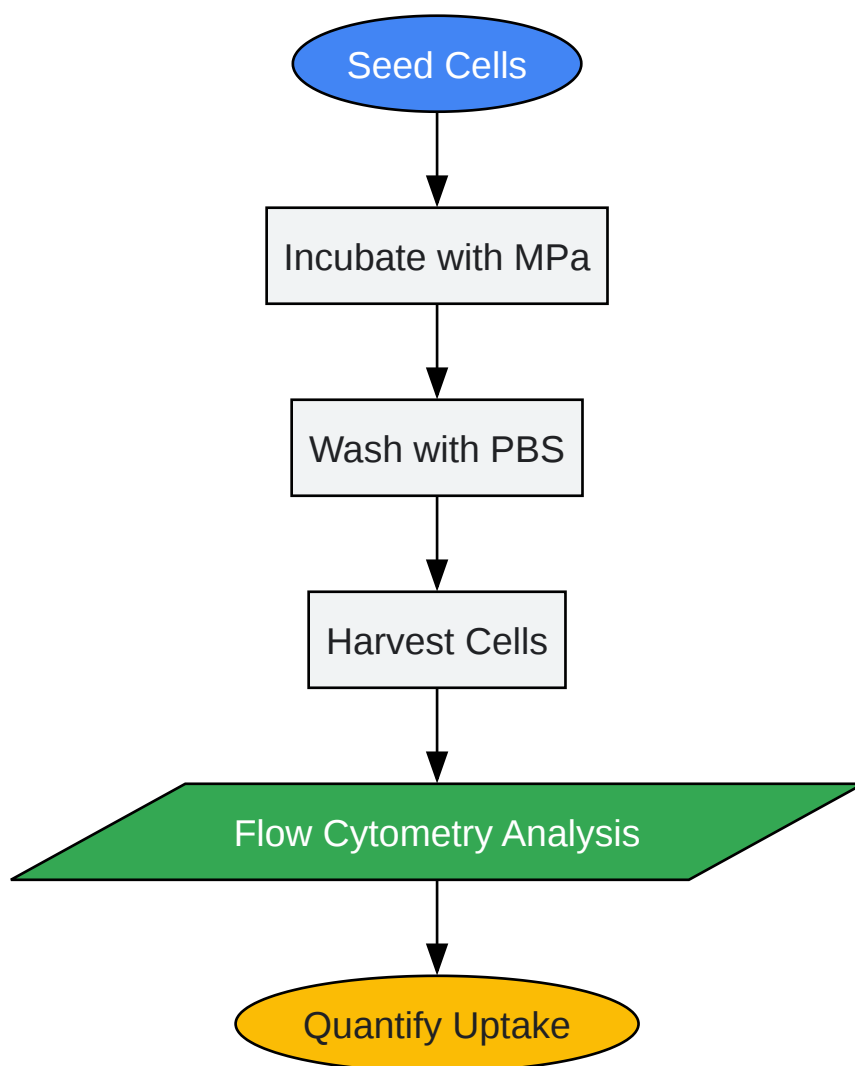 Seed Cells
Incubate with MPa
Wash with PBS
Harvest Cells
Flow Cytometry Analysis
Quantify Uptake